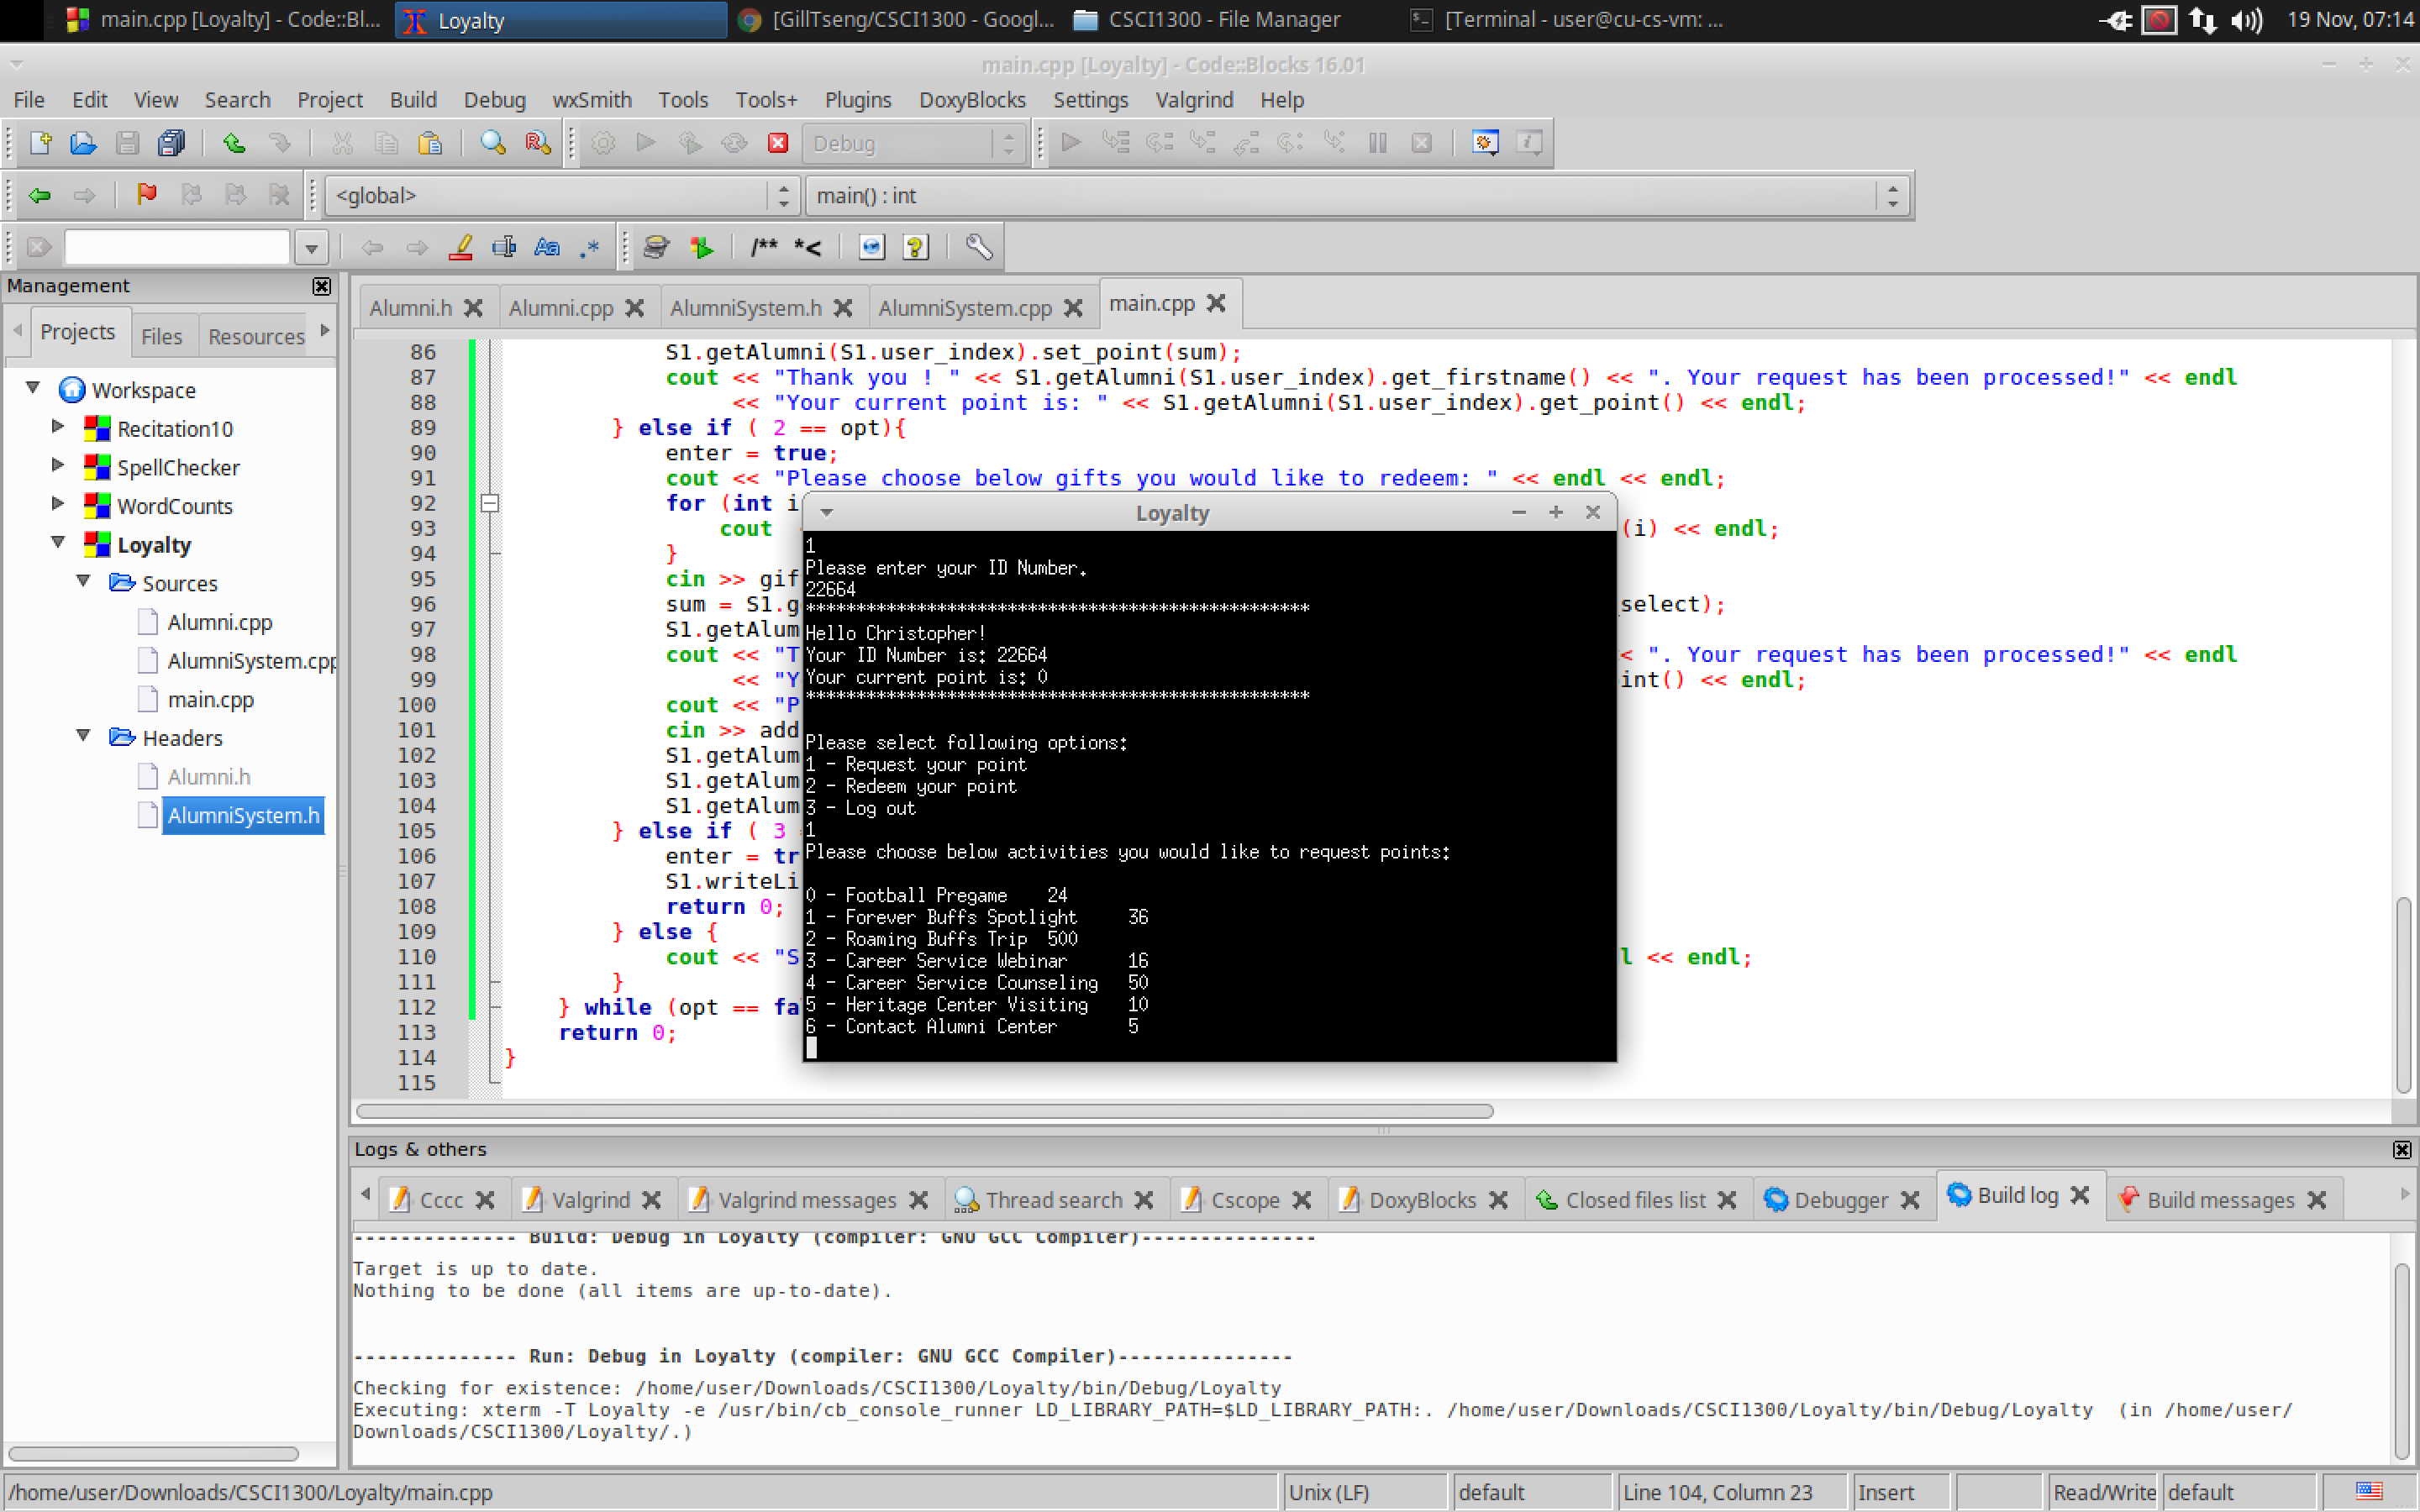 main.cpp [Loyalty] - Code::Bl...
Loyalty
[GillTseng/CSCI1300 - Googl...
CSCI1300 - File Manager
[Terminal - user@cu-cs-vm: ...
19 Nov, 07:14
main.cpp [Loyalty] - Code::Blocks 16.01
File Edit View Search Project Build Debug wxSmith Tools Tools+ Plugins DoxyBlocks Settings Valgrind Help
Debug
<global>
main() : int
/** *<
Management
Projects Files Resources
Workspace
Recitation10
SpellChecker
WordCounts
Loyalty
Sources
Alumni.cpp
AlumniSystem.cpp
main.cpp
Headers
Alumni.h
AlumniSystem.h
Alumni.h
Alumni.cpp
AlumniSystem.h
AlumniSystem.cpp
main.cpp
86 S1.getAlumni(S1.user_index).set_point(sum);
87 cout << "Thank you ! " << S1.getAlumni(S1.user_index).get_firstname() << ". Your request has been processed!" << endl
88 << "Your current point is: " << S1.getAlumni(S1.user_index).get_point() << endl;
89 } else if ( 2 == opt){
90 enter = true;
91 cout << "Please choose below gifts you would like to redeem: " << endl << endl;
92 for (int i
93 cout (i) << endl;
94 }
95 cin >> gif
96 sum = S1.g select);
97 S1.getAlum
98 cout << "T < ". Your request has been processed!" << endl
99 << "Y int() << endl;
100 cout << "P
101 cin >> add
102 S1.getAlum
103 S1.getAlum
104 S1.getAlum
105 } else if ( 3
106 enter = tr
107 S1.writeLi
108 return 0;
109 } else {
110 cout << "S l << endl;
111 }
112 } while (opt == fa
113 return 0;
114 }
115
Loyalty
1
Please enter your ID Number.
22664
**************************************************
Hello Christopher!
Your ID Number is: 22664
Your current point is: 0
**************************************************
Please select following options:
1 - Request your point
2 - Redeem your point
3 - Log out
1
Please choose below activities you would like to request points:
0 - Football Pregame 24
1 - Forever Buffs Spotlight 36
2 - Roaming Buffs Trip 500
3 - Career Service Webinar 16
4 - Career Service Counseling 50
5 - Heritage Center Visiting 10
6 - Contact Alumni Center 5
Logs & others
Cccc
Valgrind
Valgrind messages
Thread search
Cscope
DoxyBlocks
Closed files list
Debugger
Build log
Build messages
-------------- Build: Debug in Loyalty (compiler: GNU GCC Compiler)---------------
Target is up to date.
Nothing to be done (all items are up-to-date).
-------------- Run: Debug in Loyalty (compiler: GNU GCC Compiler)---------------
Checking for existence: /home/user/Downloads/CSCI1300/Loyalty/bin/Debug/Loyalty
Executing: xterm -T Loyalty -e /usr/bin/cb_console_runner LD_LIBRARY_PATH=$LD_LIBRARY_PATH:. /home/user/Downloads/CSCI1300/Loyalty/bin/Debug/Loyalty (in /home/user/
Downloads/CSCI1300/Loyalty/.)
/home/user/Downloads/CSCI1300/Loyalty/main.cpp
Unix (LF)
default
Line 104, Column 23
Insert
Read/Write
default